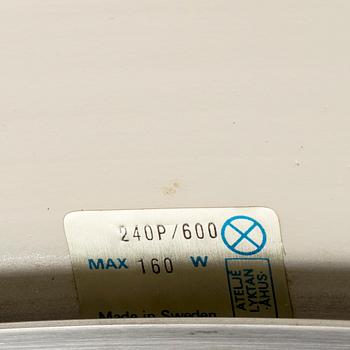 240P/600
MAX 160 W
ATELJÉ
LYKTAN
·ÅHUS·
Made in Sweden